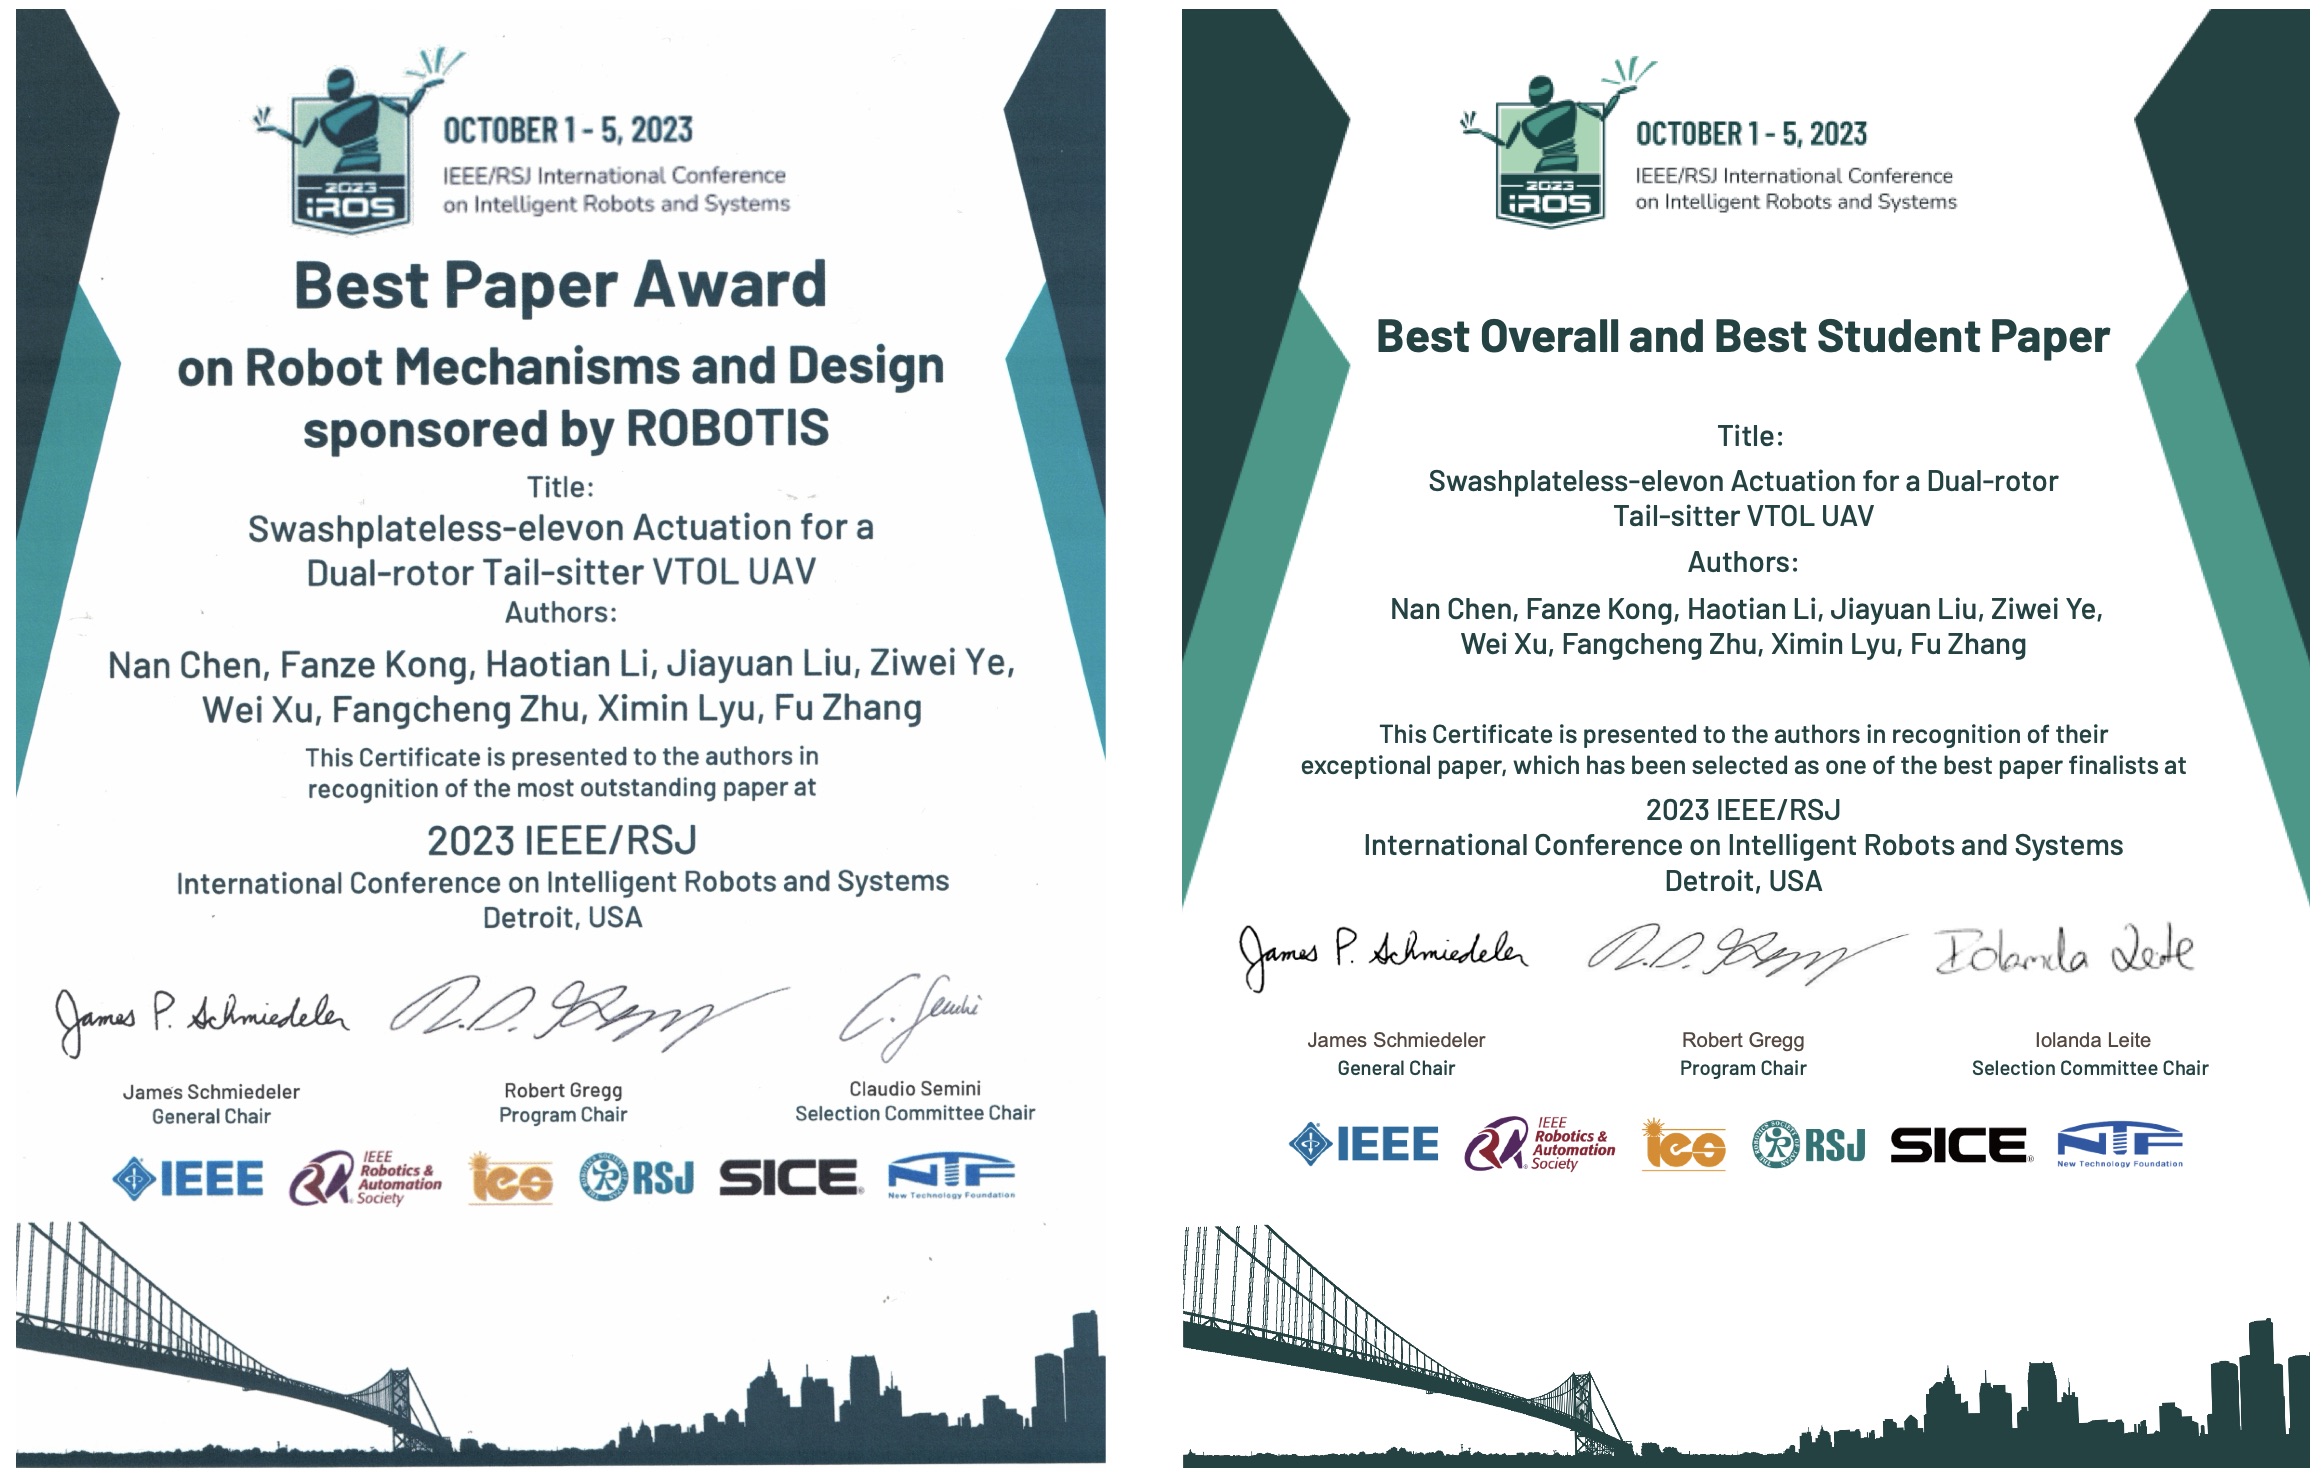 OCTOBER 1 - 5, 2023
IEEE/RSJ International Conference
on Intelligent Robots and Systems
2023
iROS
Best Paper Award
on Robot Mechanisms and Design
sponsored by ROBOTIS
Title:
Swashplateless-elevon Actuation for a
Dual-rotor Tail-sitter VTOL UAV
Authors:
Nan Chen, Fanze Kong, Haotian Li, Jiayuan Liu, Ziwei Ye,
Wei Xu, Fangcheng Zhu, Ximin Lyu, Fu Zhang
This Certificate is presented to the authors in
recognition of the most outstanding paper at
2023 IEEE/RSJ
International Conference on Intelligent Robots and Systems
Detroit, USA
James P. Schmiedeler
James Schmiedeler
General Chair
Robert Gregg
Program Chair
Claudio Semini
Selection Committee Chair
IEEE
IEEE
Robotics &
Automation
Society
ies
RSJ
SICE
NTF
New Technology Foundation
OCTOBER 1 - 5, 2023
IEEE/RSJ International Conference
on Intelligent Robots and Systems
2023
iROS
Best Overall and Best Student Paper
Title:
Swashplateless-elevon Actuation for a Dual-rotor
Tail-sitter VTOL UAV
Authors:
Nan Chen, Fanze Kong, Haotian Li, Jiayuan Liu, Ziwei Ye,
Wei Xu, Fangcheng Zhu, Ximin Lyu, Fu Zhang
This Certificate is presented to the authors in recognition of their
exceptional paper, which has been selected as one of the best paper finalists at
2023 IEEE/RSJ
International Conference on Intelligent Robots and Systems
Detroit, USA
James P. Schmiedeler
Iolanda Leite
James Schmiedeler
General Chair
Robert Gregg
Program Chair
Iolanda Leite
Selection Committee Chair
IEEE
IEEE
Robotics &
Automation
Society
ies
RSJ
SICE
NTF
New Technology Foundation